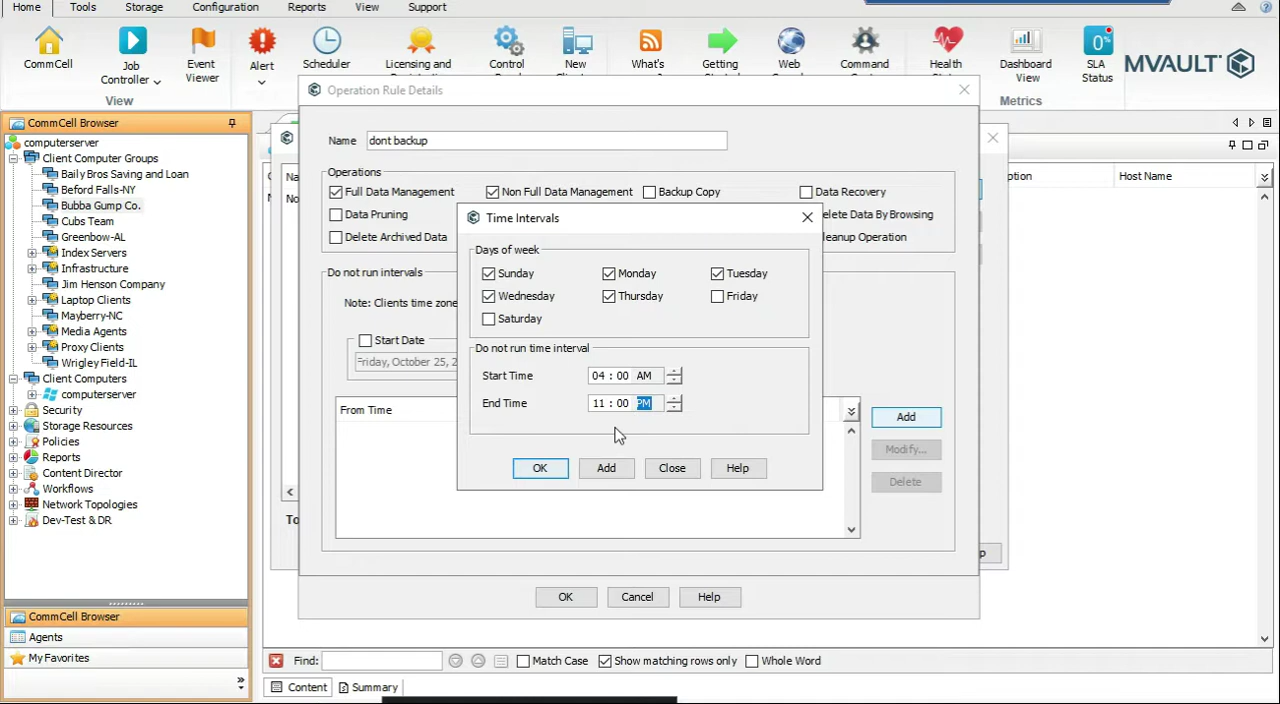 Home Tools Storage Configuration Reports View Support
CommCell
Job
Controller
Event
Viewer
Alert
Scheduler
Licensing and
Control
New
What's
Getting
Web
Command
Health
Dashboard
View
SLA
Status
MVAULT
View
Metrics
CommCell Browser
computerserver
Client Computer Groups
Baily Bros Saving and Loan
Beford Falls-NY
Bubba Gump Co.
Cubs Team
Greenbow-AL
Index Servers
Infrastructure
Jim Henson Company
Laptop Clients
Mayberry-NC
Media Agents
Proxy Clients
Wrigley Field-IL
Client Computers
computerserver
Security
Storage Resources
Policies
Reports
Content Director
Workflows
Network Topologies
Dev-Test & DR
CommCell Browser
Agents
My Favorites
Operation Rule Details
Name dont backup
Operations
Full Data Management Non Full Data Management Backup Copy Data Recovery
Data Pruning Delete Data By Browsing
Delete Archived Data Cleanup Operation
Do not run intervals
Note: Clients time zone
Start Date
Friday, October 25, 2
From Time
Add
Modify...
Delete
OK Cancel Help
Time Intervals
Days of week
Sunday Monday Tuesday
Wednesday Thursday Friday
Saturday
Do not run time interval
Start Time 04 : 00 AM
End Time 11 : 00 PM
OK Add Close Help
Host Name
Find: Match Case Show matching rows only Whole Word
Content Summary